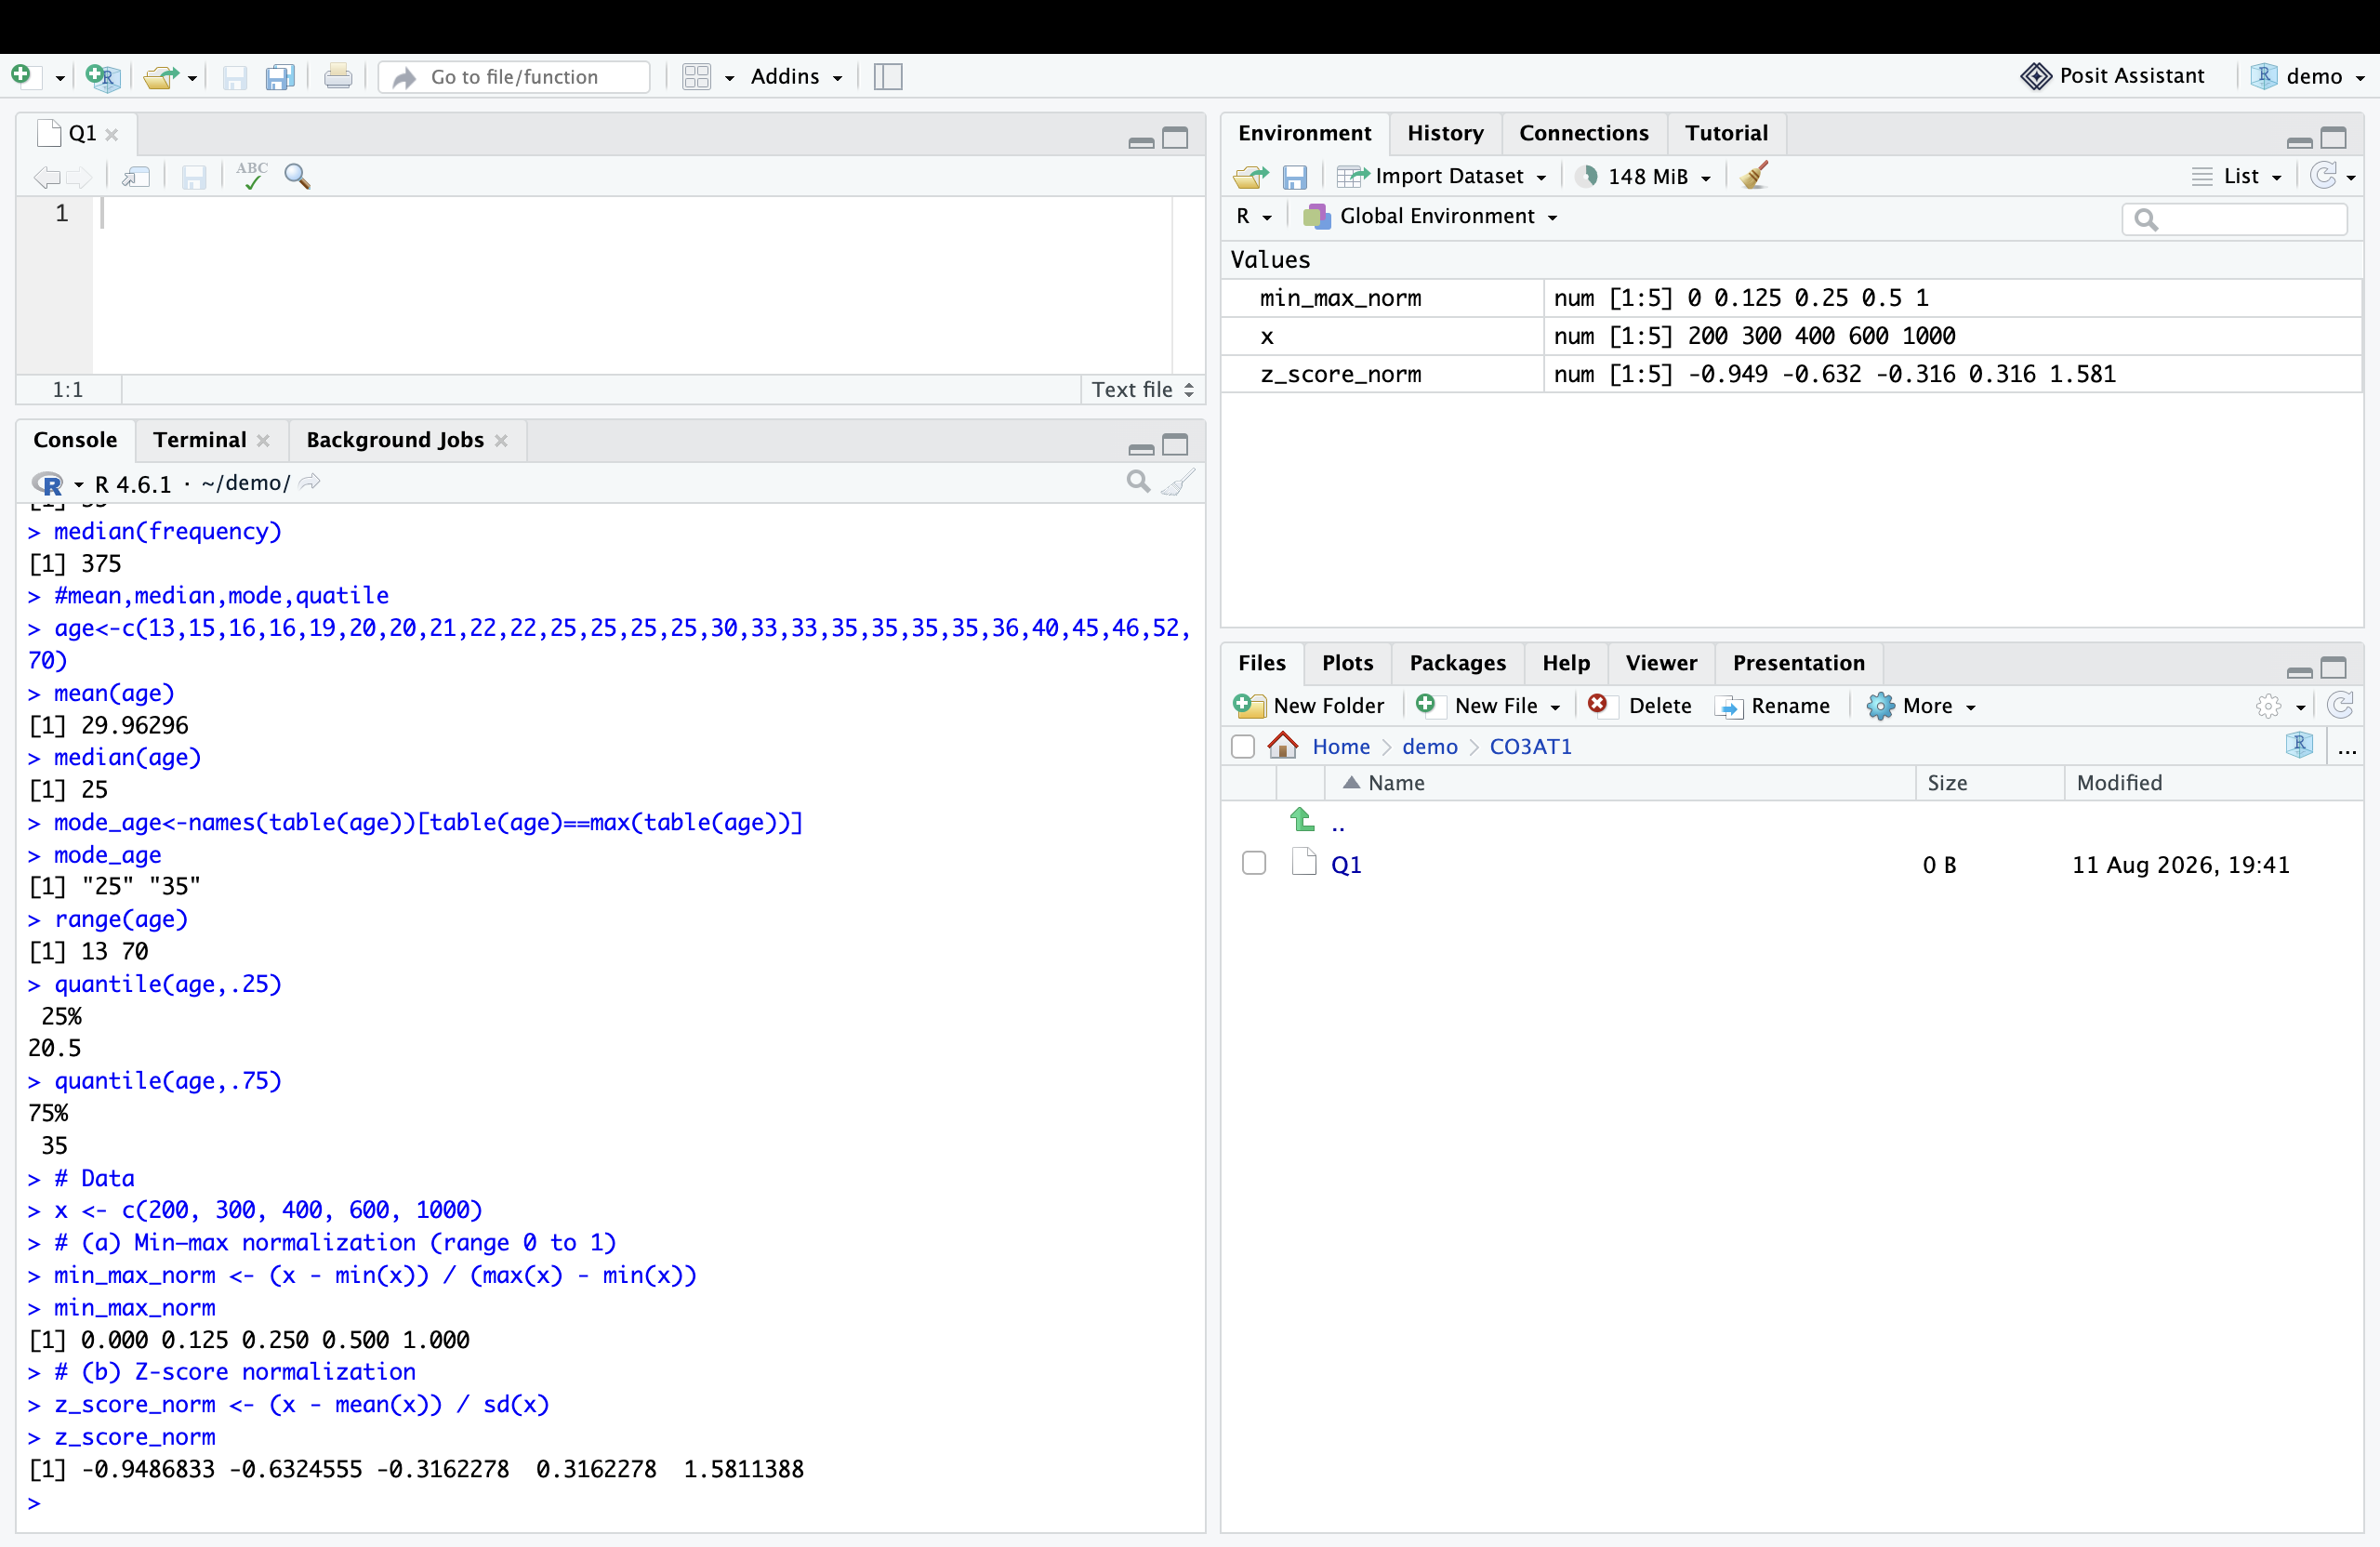 Go to file/function
Addins
Posit Assistant
demo
Q1
ABC
1
1:1
Text file
Console
Terminal
Background Jobs
R 4.6.1 · ~/demo/
> median(frequency)
[1] 375
> #mean,median,mode,quatile
> age<-c(13,15,16,16,19,20,20,21,22,22,25,25,25,25,30,33,33,35,35,35,35,36,40,45,46,52,
70)
> mean(age)
[1] 29.96296
> median(age)
[1] 25
> mode_age<-names(table(age))[table(age)==max(table(age))]
> mode_age
[1] "25" "35"
> range(age)
[1] 13 70
> quantile(age,.25)
 25%
20.5
> quantile(age,.75)
75%
 35
> # Data
> x <- c(200, 300, 400, 600, 1000)
> # (a) Min–max normalization (range 0 to 1)
> min_max_norm <- (x - min(x)) / (max(x) - min(x))
> min_max_norm
[1] 0.000 0.125 0.250 0.500 1.000
> # (b) Z-score normalization
> z_score_norm <- (x - mean(x)) / sd(x)
> z_score_norm
[1] -0.9486833 -0.6324555 -0.3162278  0.3162278  1.5811388
>
Environment
History
Connections
Tutorial
Import Dataset
148 MiB
List
R
Global Environment
Values
min_max_norm num [1:5] 0 0.125 0.25 0.5 1
x num [1:5] 200 300 400 600 1000
z_score_norm num [1:5] -0.949 -0.632 -0.316 0.316 1.581
Files
Plots
Packages
Help
Viewer
Presentation
New Folder
New File
Delete
Rename
More
Home
demo
CO3AT1
...
Name
Size
Modified
..
Q1 0 B 11 Aug 2026, 19:41